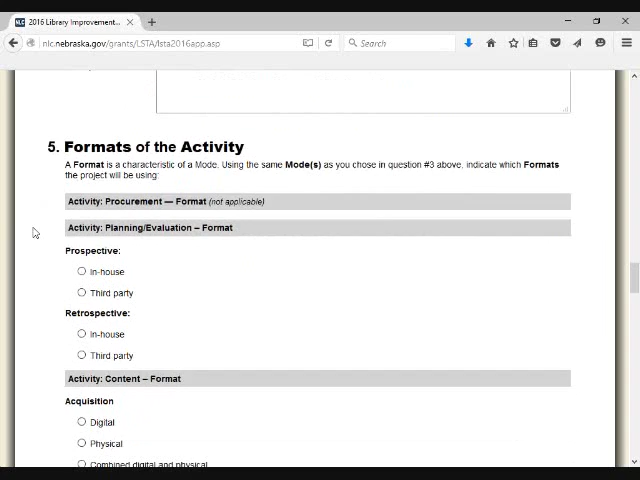 2016 Library Improvement...
nlc.nebraska.gov/grants/LSTA/lsta2016app.asp
Search
5. Formats of the Activity
A Format is a characteristic of a Mode. Using the same Mode(s) as you chose in question #3 above, indicate which Formats
the project will be using:
Activity: Procurement — Format (not applicable)
Activity: Planning/Evaluation – Format
Prospective:
In-house
Third party
Retrospective:
In-house
Third party
Activity: Content – Format
Acquisition
Digital
Physical
Combined digital and physical